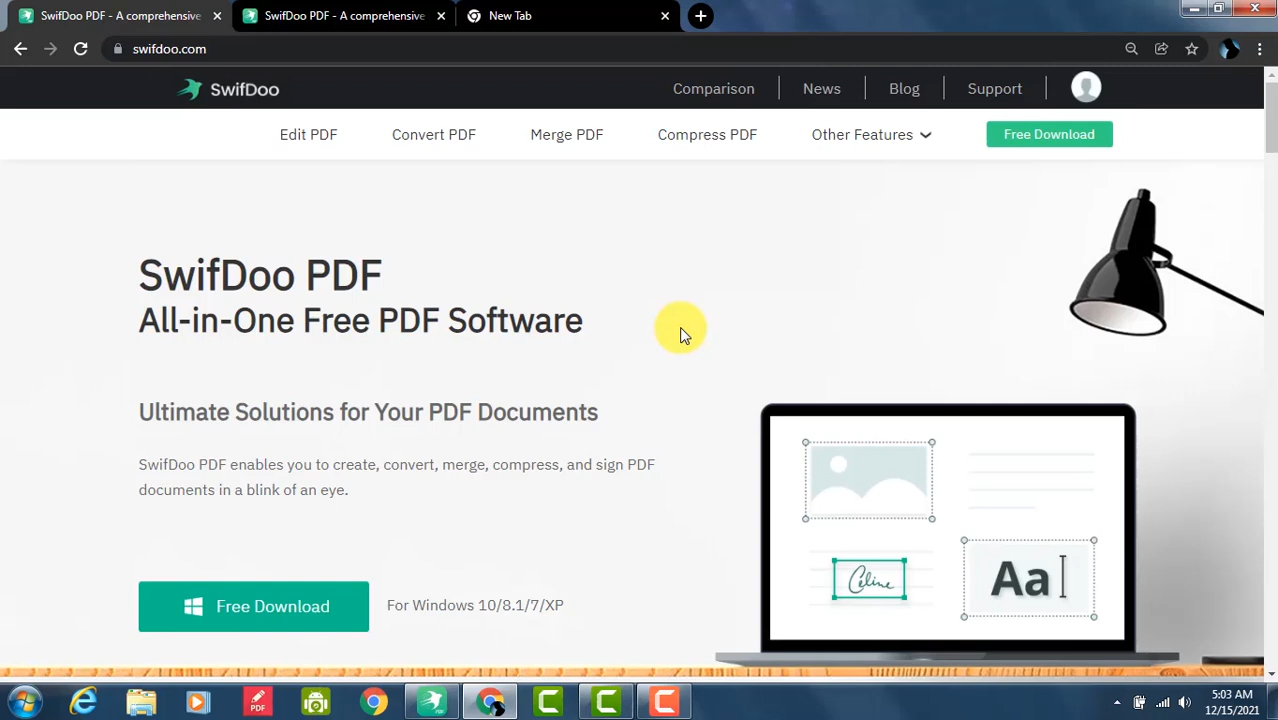 SwifDoo PDF - A comprehensive
SwifDoo PDF - A comprehensive
New Tab
swifdoo.com
SwifDoo
Comparison
News
Blog
Support
Edit PDF
Convert PDF
Merge PDF
Compress PDF
Other Features
Free Download
SwifDoo PDF
All-in-One Free PDF Software
Ultimate Solutions for Your PDF Documents
SwifDoo PDF enables you to create, convert, merge, compress, and sign PDF
documents in a blink of an eye.
Free Download
For Windows 10/8.1/7/XP
Céline
Aa
PDF
5:03 AM
12/15/2021